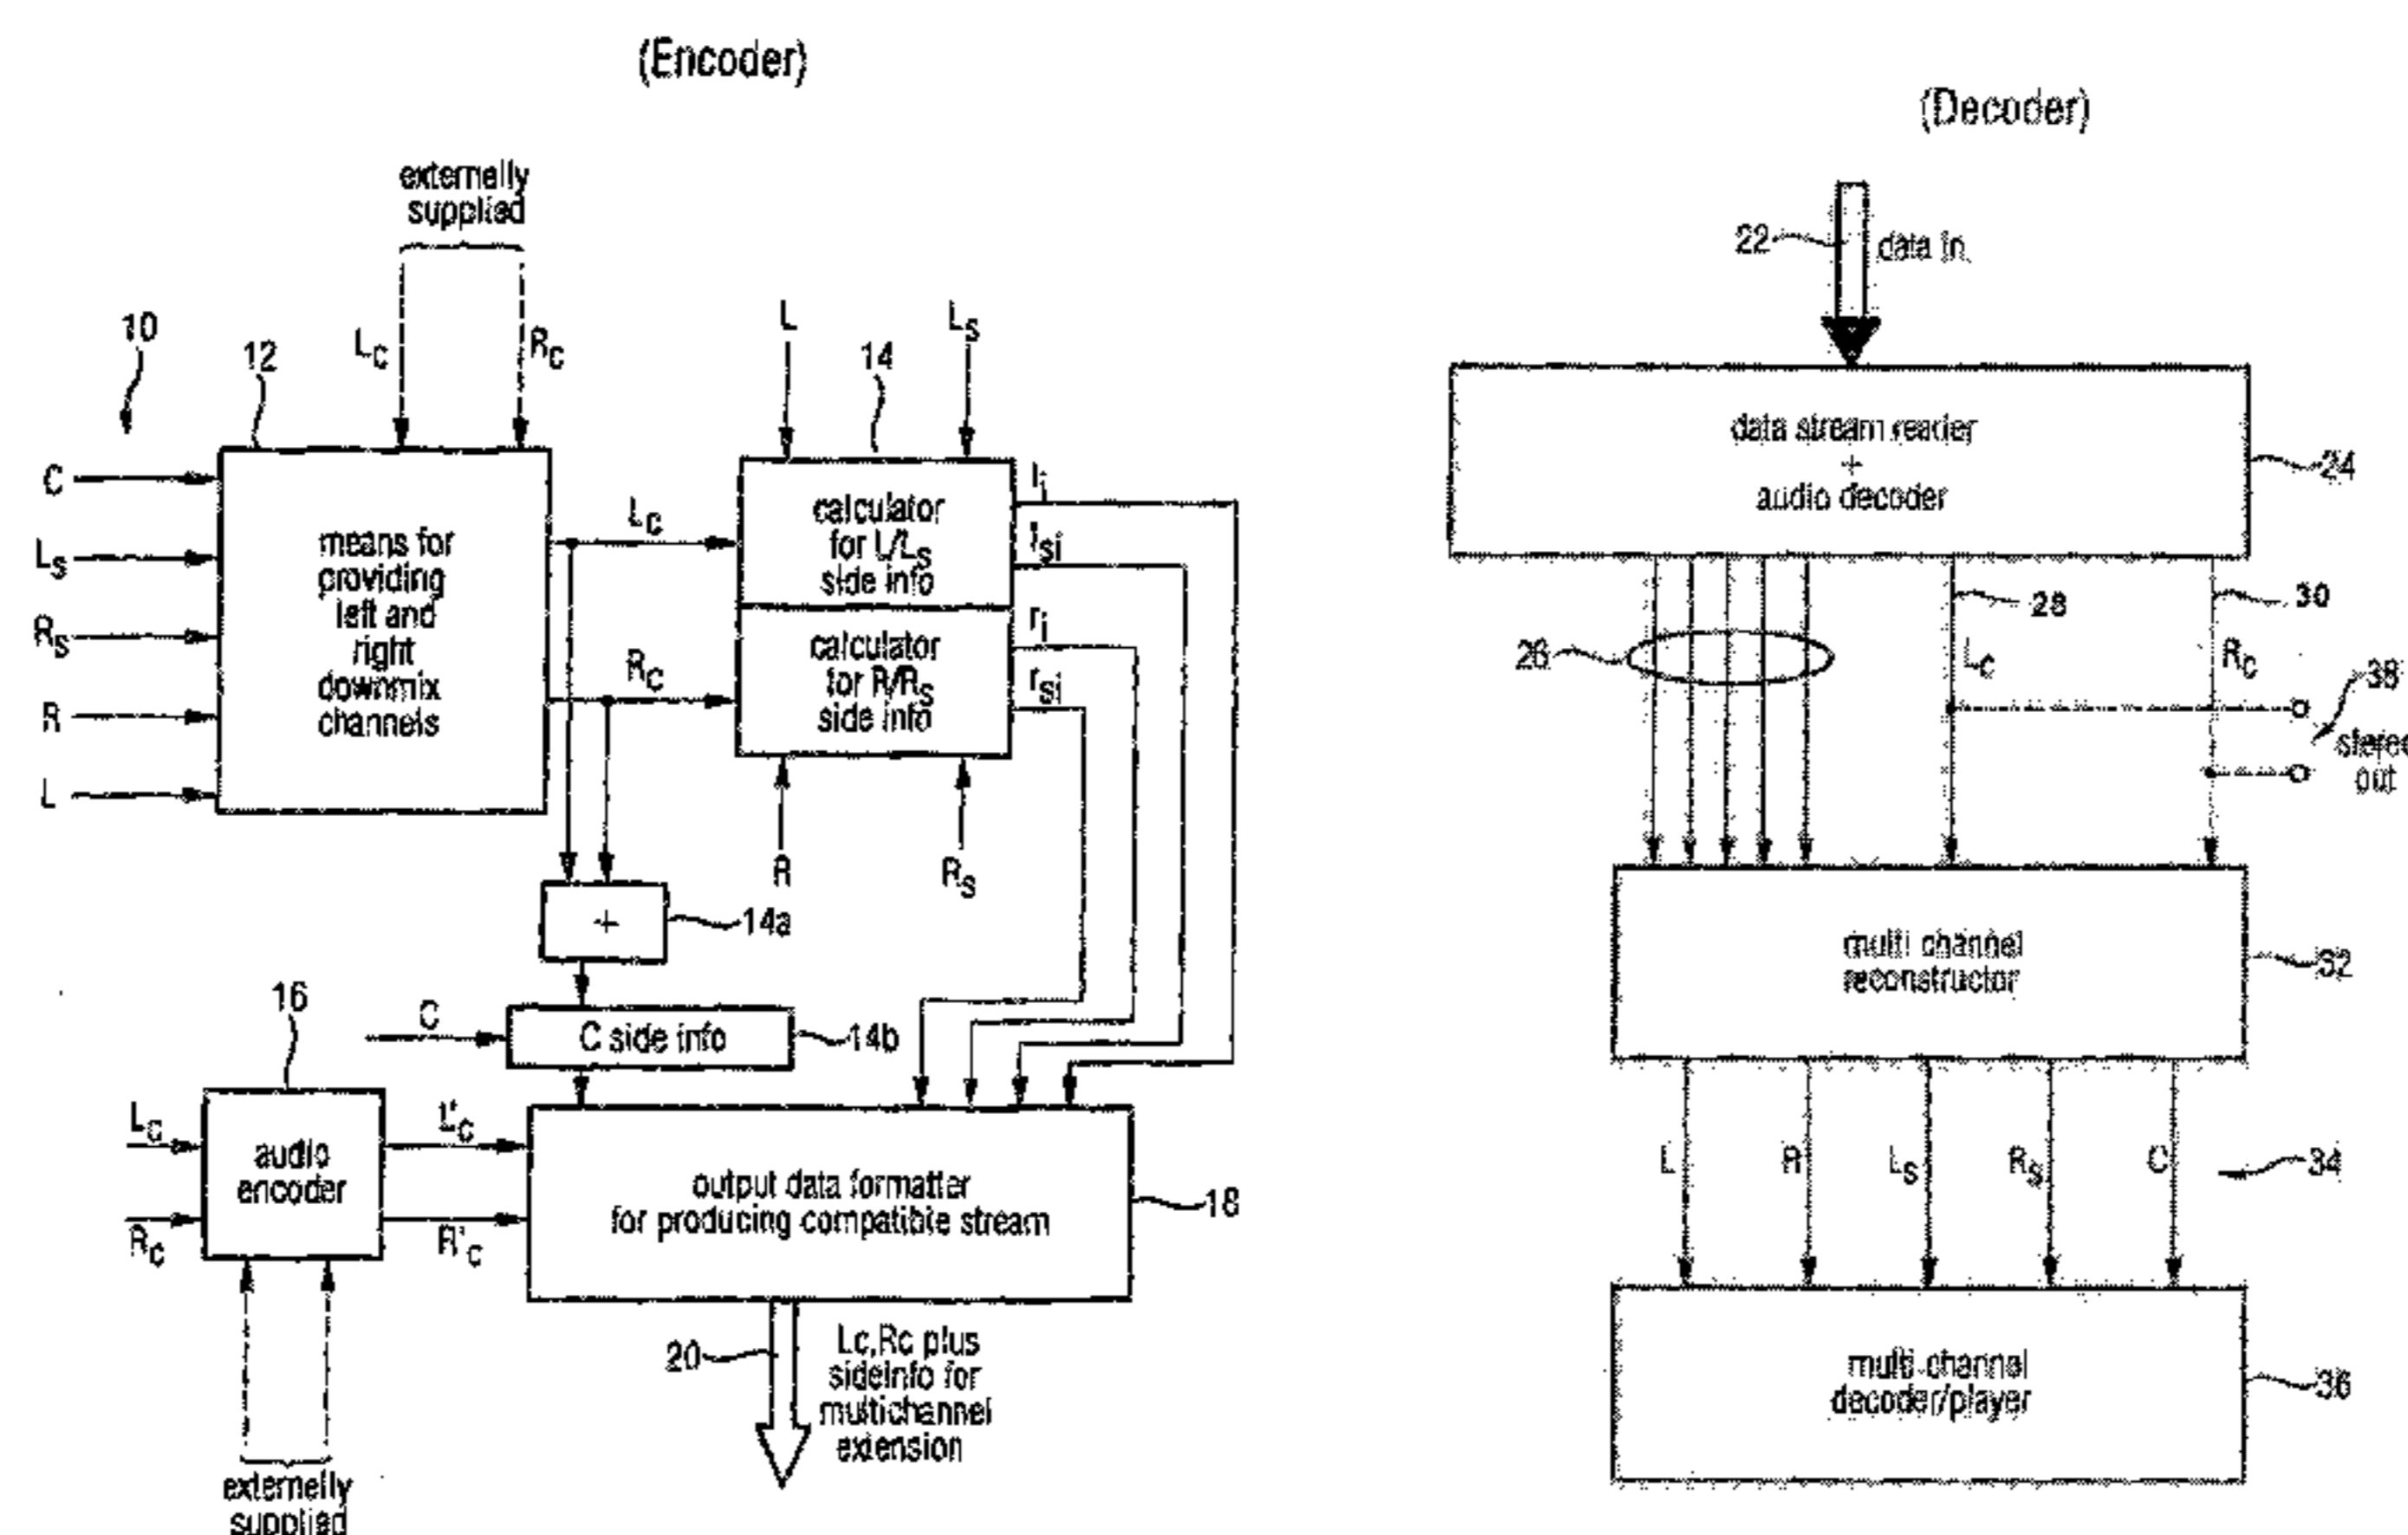 (Encoder)
externally
supplied
10
12
Lc
Rc
L
Ls
14
C
Ls
Rs
R
L
means for
providing
left and
right
downmix
channels
Lc
Rc
calculator
for L/Ls
side info
calculator
for R/Rs
side info
li
lsi
ri
rsi
R
Rs
+
14a
C
C side info
14b
16
Lc
Rc
audio
encoder
L'c
R'c
output data formatter
for producing compatible stream
18
externally
supplied
20
Lc,Rc plus
sideinfo for
multichannel
extension
(Decoder)
22
data in
data stream reader
+
audio decoder
24
26
28
30
Lc
Rc
38
stereo
out
multi channel
reconstructor
32
L
R
Ls
Rs
C
34
multi-channel
decoder/player
36